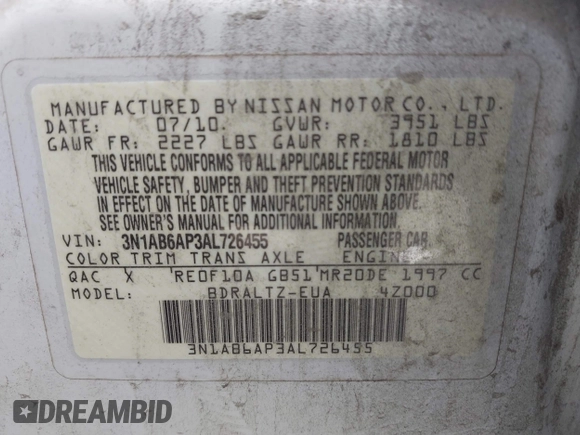 MANUFACTURED BY NISSAN MOTOR CO., LTD.
DATE: 07/10. GVWR: 3951 LBS
GAWR FR: 2227 LBS GAWR RR: 1810 LBS
THIS VEHICLE CONFORMS TO ALL APPLICABLE FEDERAL MOTOR
VEHICLE SAFETY, BUMPER AND THEFT PREVENTION STANDARDS
IN EFFECT ON THE DATE OF MANUFACTURE SHOWN ABOVE.
SEE OWNER'S MANUAL FOR ADDITIONAL INFORMATION.
VIN: 3N1AB6AP3AL726455 PASSENGER CAR
COLOR TRIM TRANS AXLE ENGINE
QAC X RE0F10A GB51 MR20DE 1997 CC
MODEL: BDRALTZ-EUA 4Z000
3N1AB6AP3AL726455
DREAMBID